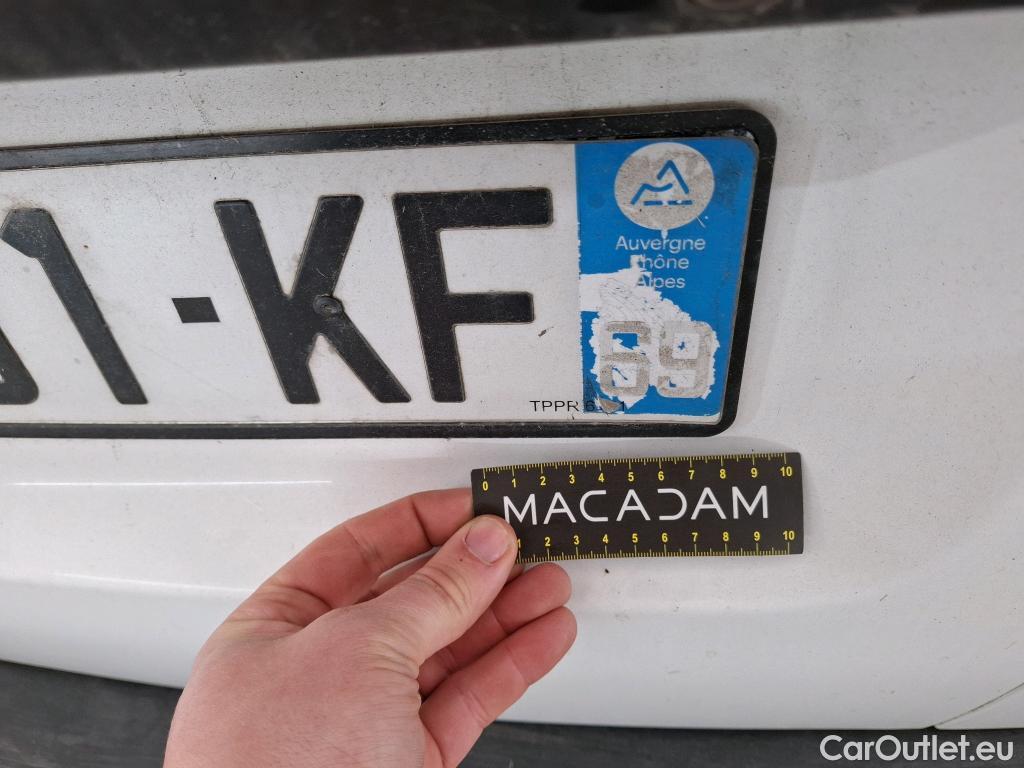 1-KF
Auvergne
Rhône
Alpes
69
TPPR
0 1 2 3 4 5 6 7 8 9 10
MACADAM
1 2 3 4 5 6 7 8 9 10
CarOutlet.eu